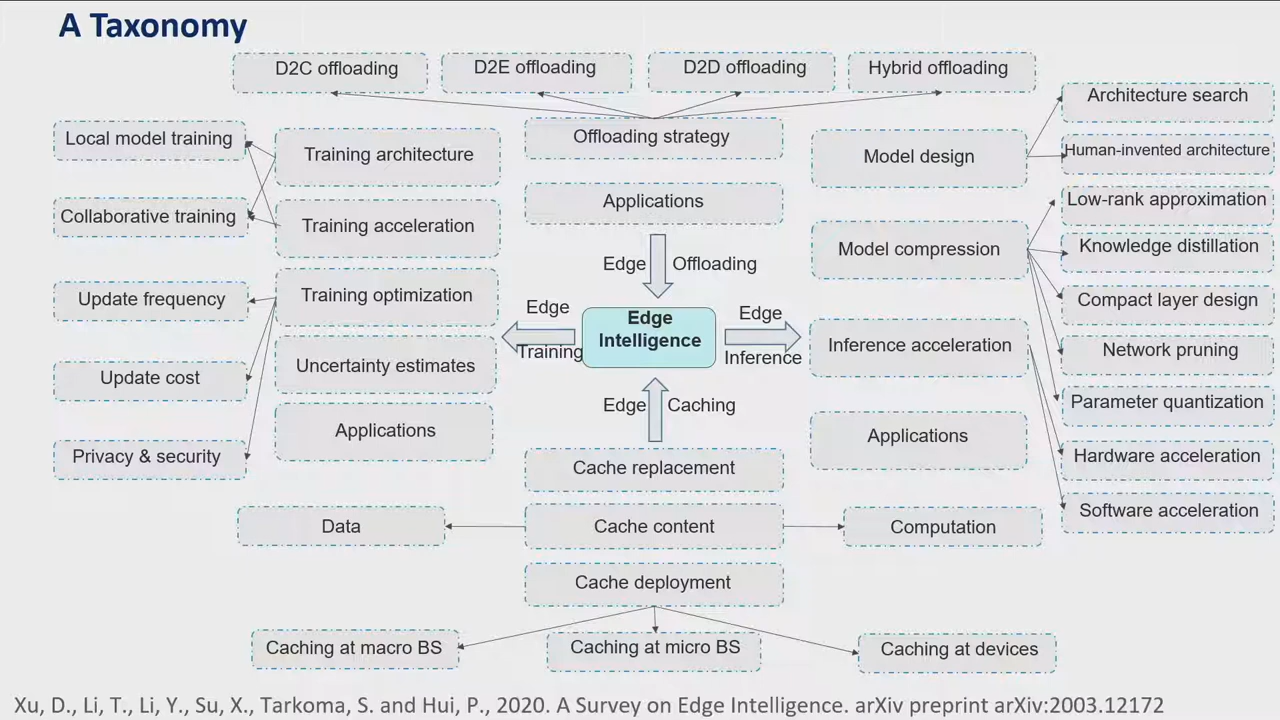 A Taxonomy
D2C offloading
D2E offloading
D2D offloading
Hybrid offloading
Offloading strategy
Applications
Edge Offloading
Local model training
Collaborative training
Update frequency
Update cost
Privacy & security
Training architecture
Training acceleration
Training optimization
Uncertainty estimates
Applications
Edge
Training
Edge
Intelligence
Edge
Inference
Model design
Model compression
Inference acceleration
Applications
Architecture search
Human-invented architecture
Low-rank approximation
Knowledge distillation
Compact layer design
Network pruning
Parameter quantization
Hardware acceleration
Software acceleration
Edge Caching
Cache replacement
Data
Cache content
Computation
Cache deployment
Caching at macro BS
Caching at micro BS
Caching at devices
Xu, D., Li, T., Li, Y., Su, X., Tarkoma, S. and Hui, P., 2020. A Survey on Edge Intelligence. arXiv preprint arXiv:2003.12172